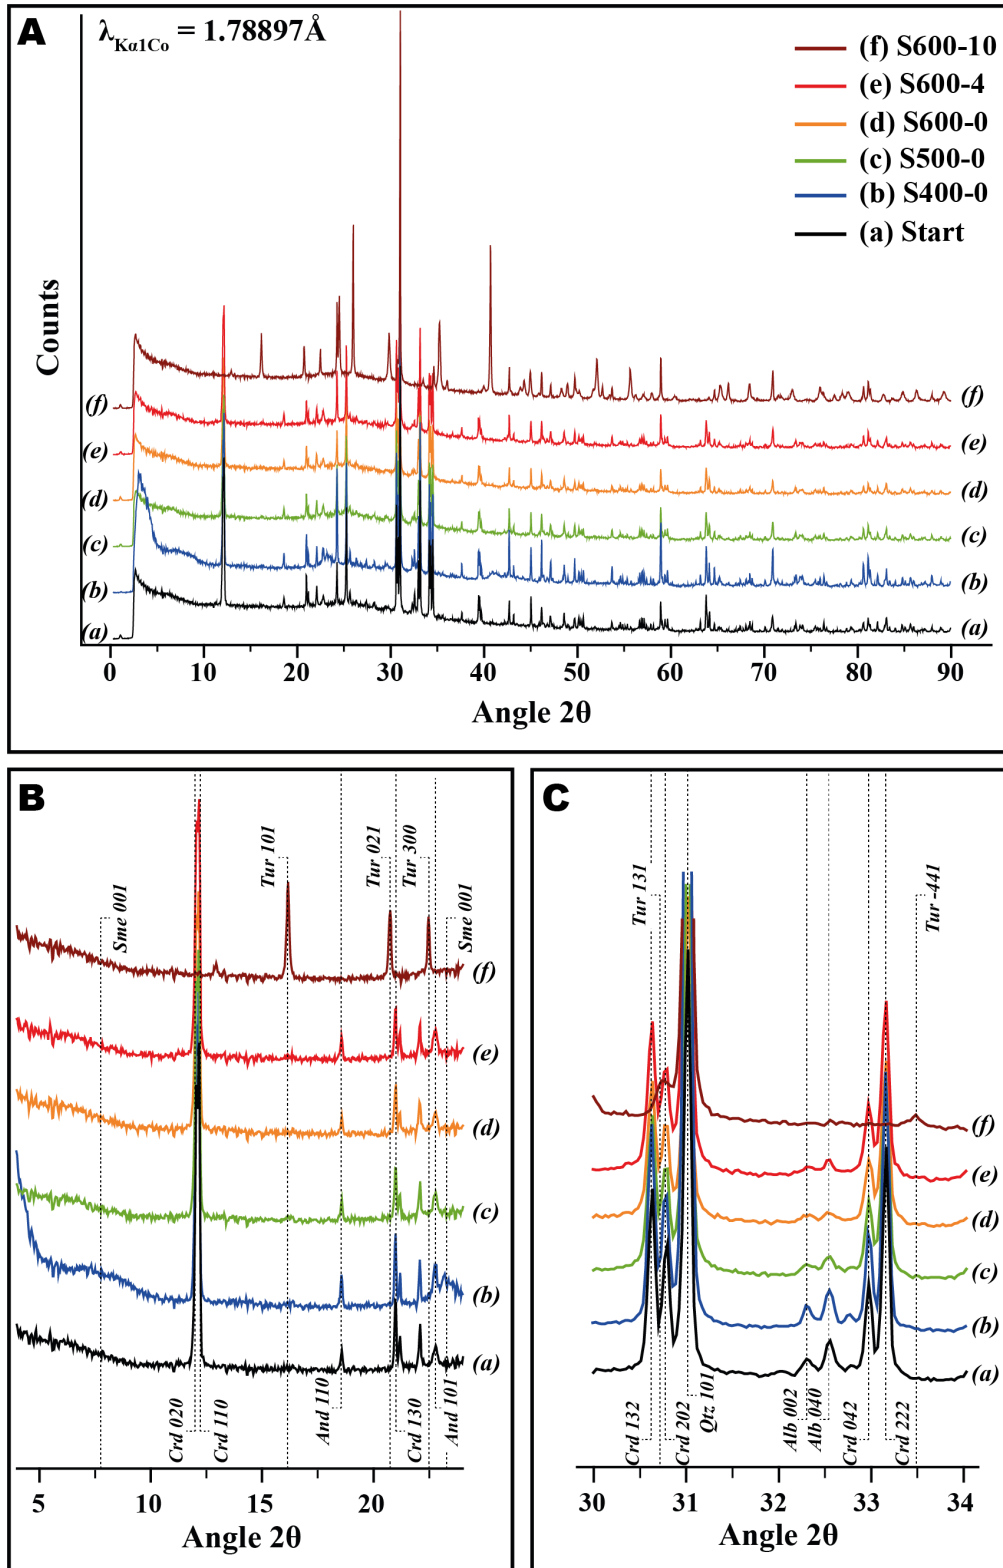 A
λKα1Co = 1.78897Å
(f) S600-10
(e) S600-4
(d) S600-0
(c) S500-0
(b) S400-0
(a) Start
Counts
(f)
(e)
(d)
(c)
(b)
(a)
(f)
(e)
(d)
(c)
(b)
(a)
0 10 20 30 40 50 60 70 80 90
Angle 2θ
B
Sme 001
Tur 101
Tur 021
Tur 300
Sme 001
(f)
(e)
(d)
(c)
(b)
(a)
Crd 020
Crd 110
And 110
Crd 130
And 101
5 10 15 20
Angle 2θ
C
Tur 131
Tur -441
(f)
(e)
(d)
(c)
(b)
(a)
Crd 132
Crd 202
Qtz 101
Alb 002
Alb 040
Crd 042
Crd 222
30 31 32 33 34
Angle 2θ